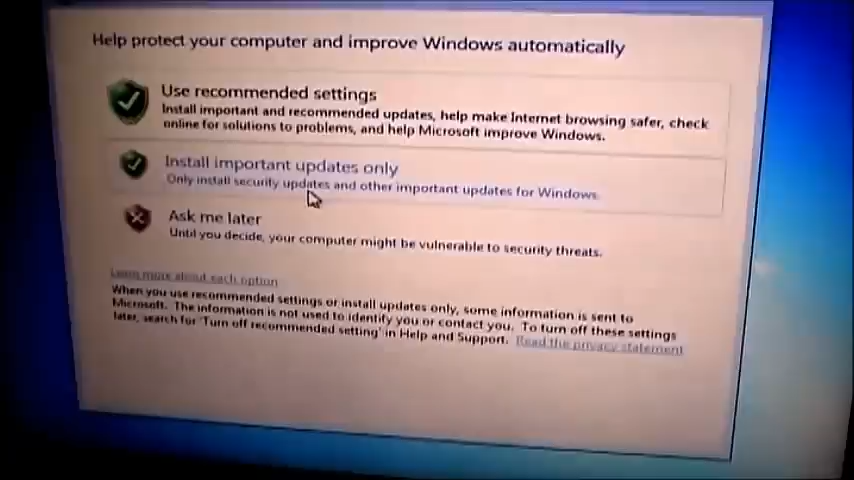 Help protect your computer and improve Windows automatically
Use recommended settings
Install important and recommended updates, help make Internet browsing safer, check
online for solutions to problems, and help Microsoft improve Windows.
Install important updates only
Only install security updates and other important updates for Windows.
Ask me later
Until you decide, your computer might be vulnerable to security threats.
Learn more about each option
When you use recommended settings or install updates only, some information is sent to
Microsoft. The information is not used to identify you or contact you. To turn off these settings
later, search for 'Turn off recommended setting' in Help and Support. Read the privacy statement